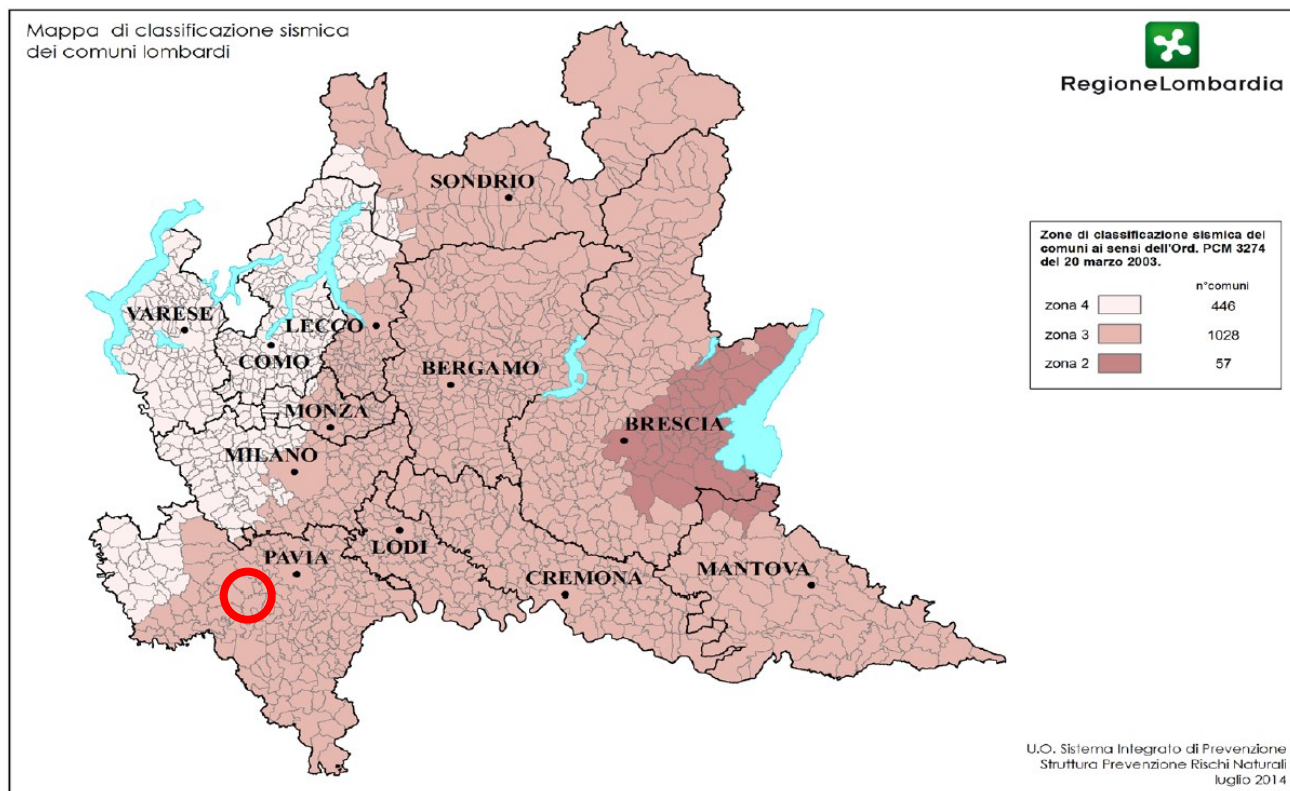 Mappa di classificazione sismica
dei comuni lombardi
RegioneLombardia
SONDRIO
VARESE
LECCO
COMO
BERGAMO
MONZA
BRESCIA
MILANO
PAVIA
LODI
CREMONA
MANTOVA
Zone di classificazione sismica dei
comuni ai sensi dell'Ord. PCM 3274
del 20 marzo 2003.
n°comuni
zona 4 446
zona 3 1028
zona 2 57
U.O. Sistema Integrato di Prevenzione
Struttura Prevenzione Rischi Naturali
luglio 2014